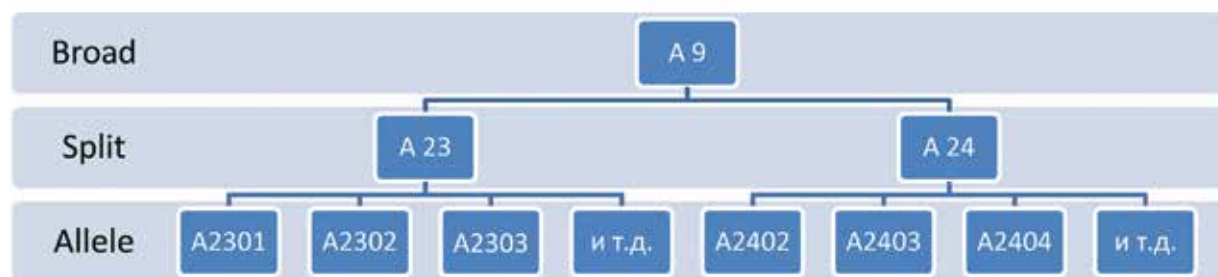 Broad
A 9
Split
A 23
A 24
Allele
A2301
A2302
A2303
и т.д.
A2402
A2403
A2404
и т.д.